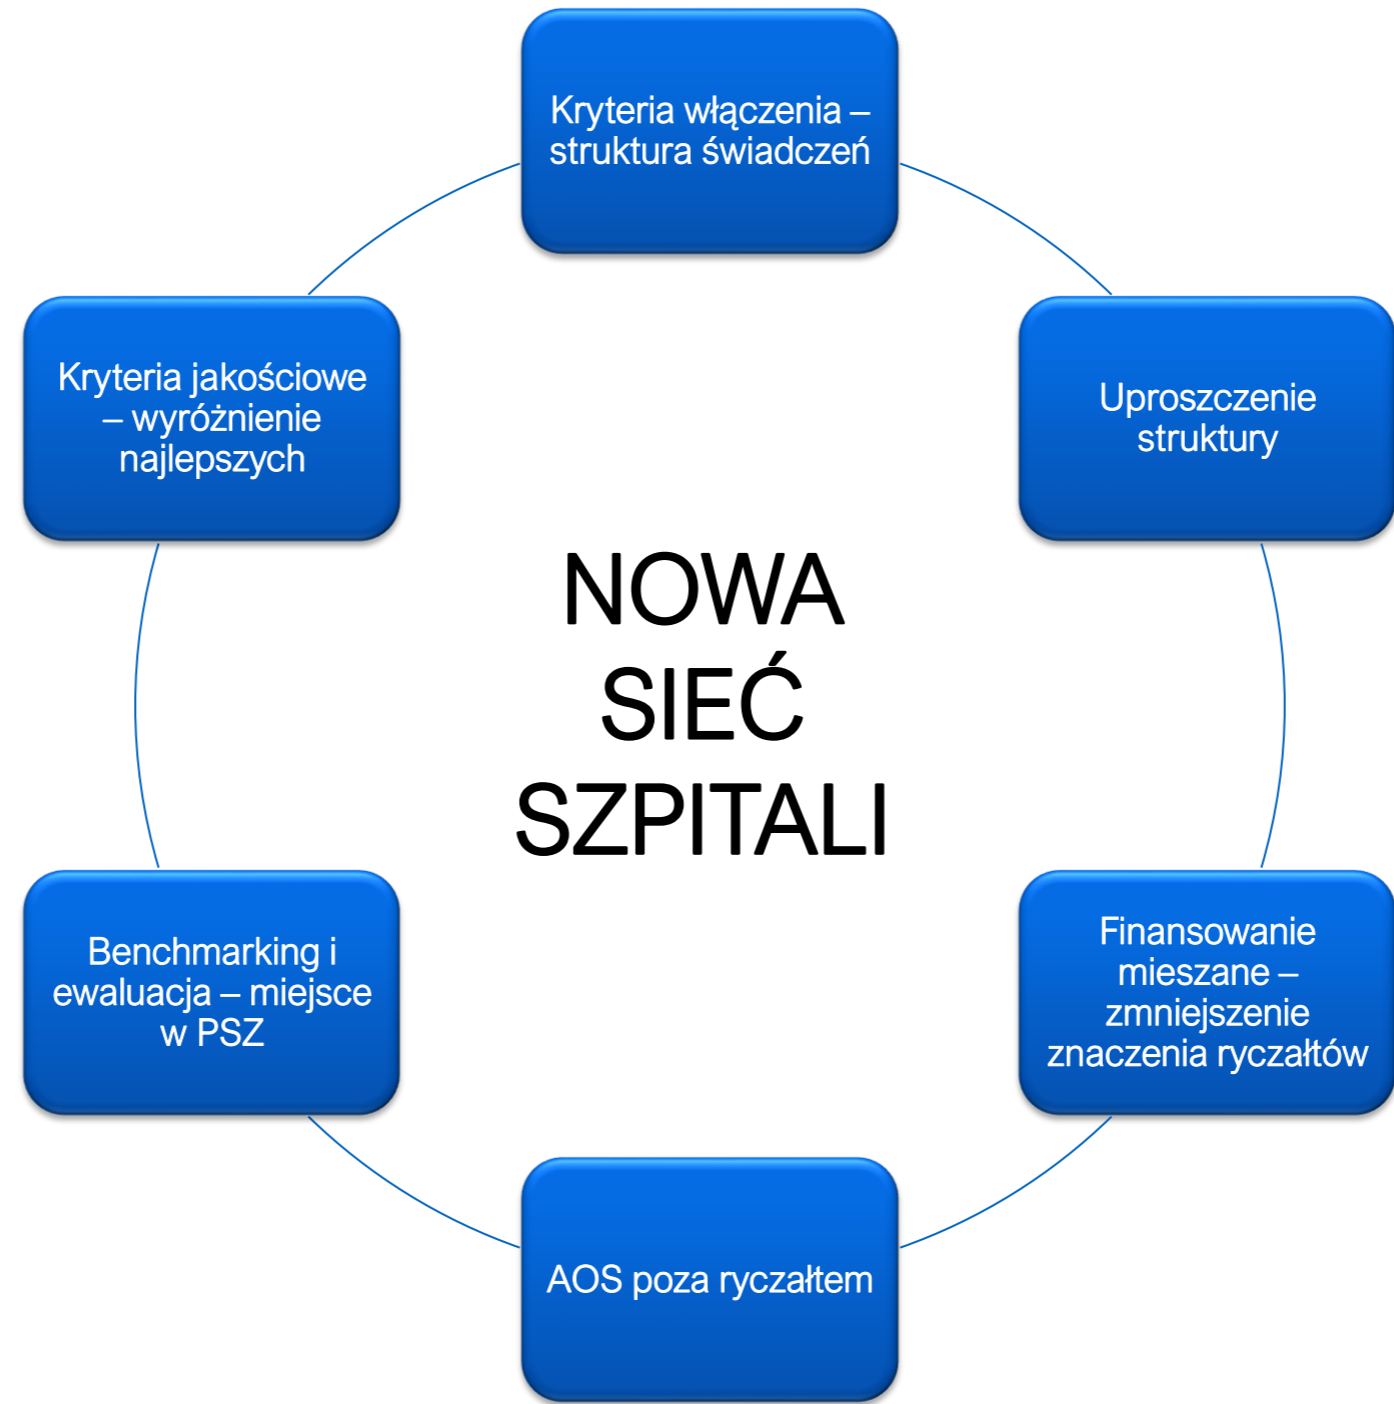 Kryteria włączenia –
struktura świadczeń
Uproszczenie
struktury
Finansowanie
mieszane –
zmniejszenie
znaczenia ryczałtów
AOS poza ryczałtem
Benchmarking i
ewaluacja – miejsce
w PSZ
Kryteria jakościowe
– wyróżnienie
najlepszych
NOWA
SIEĆ
SZPITALI